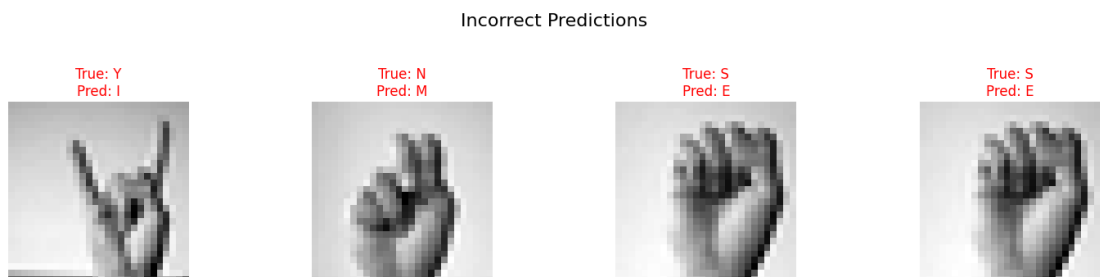 Incorrect Predictions
True: Y
Pred: I
True: N
Pred: M
True: S
Pred: E
True: S
Pred: E